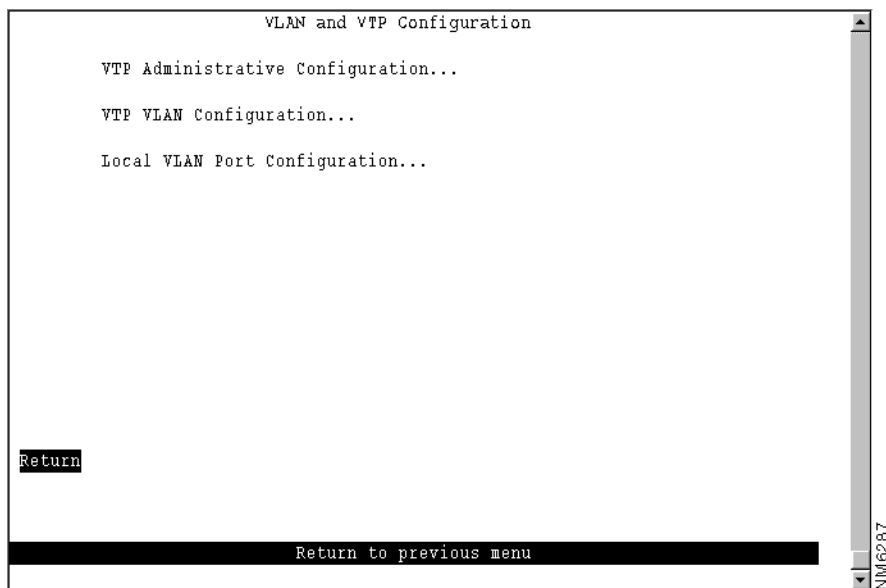 VLAN and VTP Configuration
VTP Administrative Configuration...
VTP VLAN Configuration...
Local VLAN Port Configuration...
Return
Return to previous menu
NM6287